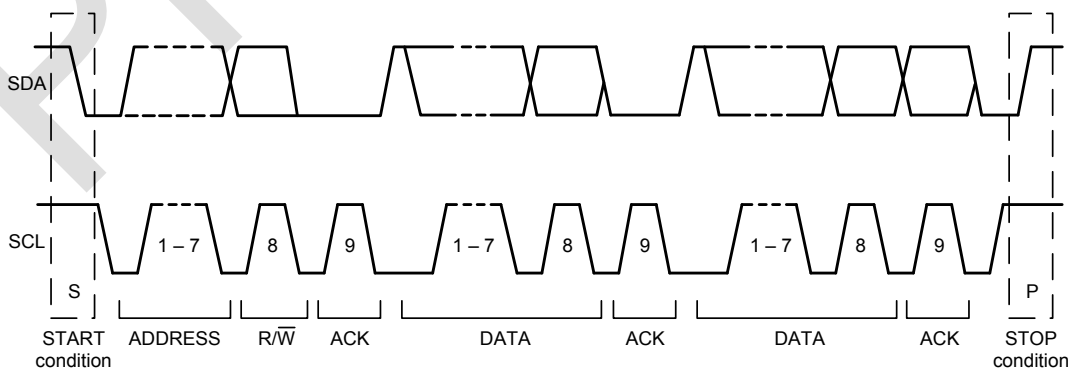 SDA
SCL
1 – 7
8
9
1 – 7
8
9
1 – 7
8
9
S
P
START
condition
ADDRESS
R/W̅
ACK
DATA
ACK
DATA
ACK
STOP
condition